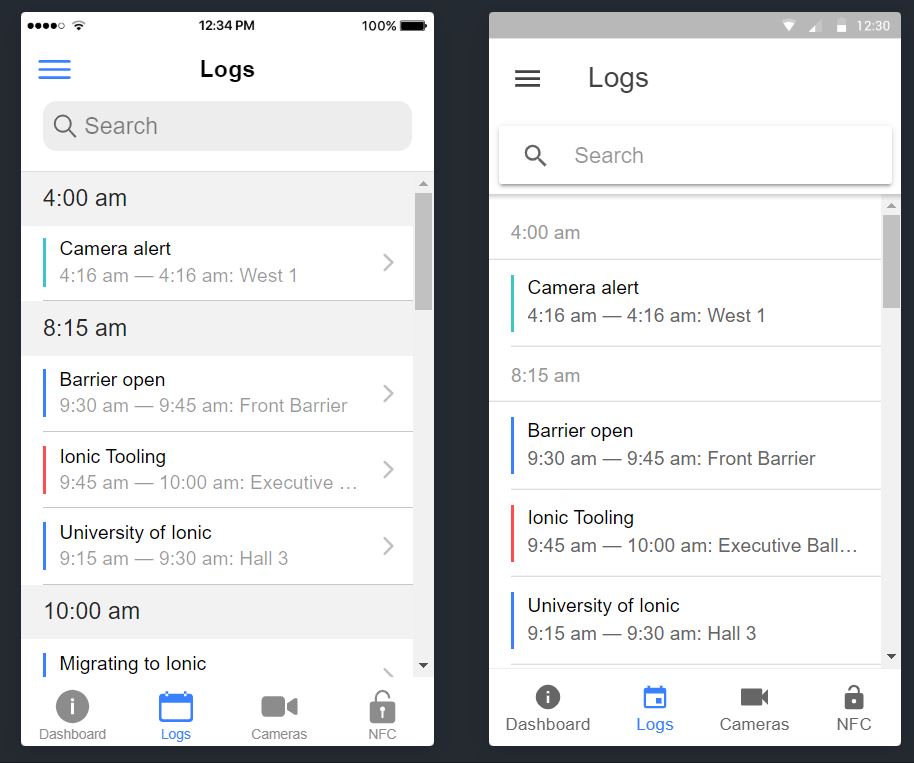 12:34 PM
100%
Logs
Search
4:00 am
Camera alert
4:16 am — 4:16 am: West 1
8:15 am
Barrier open
9:30 am — 9:45 am: Front Barrier
Ionic Tooling
9:45 am — 10:00 am: Executive ...
University of Ionic
9:15 am — 9:30 am: Hall 3
10:00 am
Migrating to Ionic
Dashboard
Logs
Cameras
NFC
12:30
Logs
Search
4:00 am
Camera alert
4:16 am — 4:16 am: West 1
8:15 am
Barrier open
9:30 am — 9:45 am: Front Barrier
Ionic Tooling
9:45 am — 10:00 am: Executive Ball...
University of Ionic
9:15 am — 9:30 am: Hall 3
Dashboard
Logs
Cameras
NFC